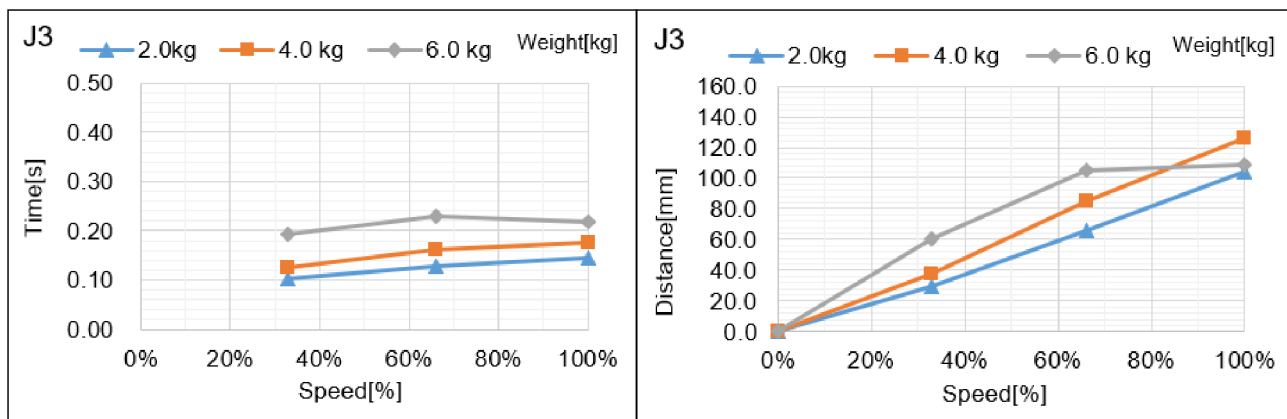 J3
2.0kg 4.0 kg 6.0 kg Weight[kg]
0.50
0.40
0.30
0.20
0.10
0.00
Time[s]
0% 20% 40% 60% 80% 100%
Speed[%]
J3
Weight[kg]
2.0kg 4.0 kg 6.0 kg
160.0
140.0
120.0
100.0
80.0
60.0
40.0
20.0
0.0
Distance[mm]
0% 20% 40% 60% 80% 100%
Speed[%]